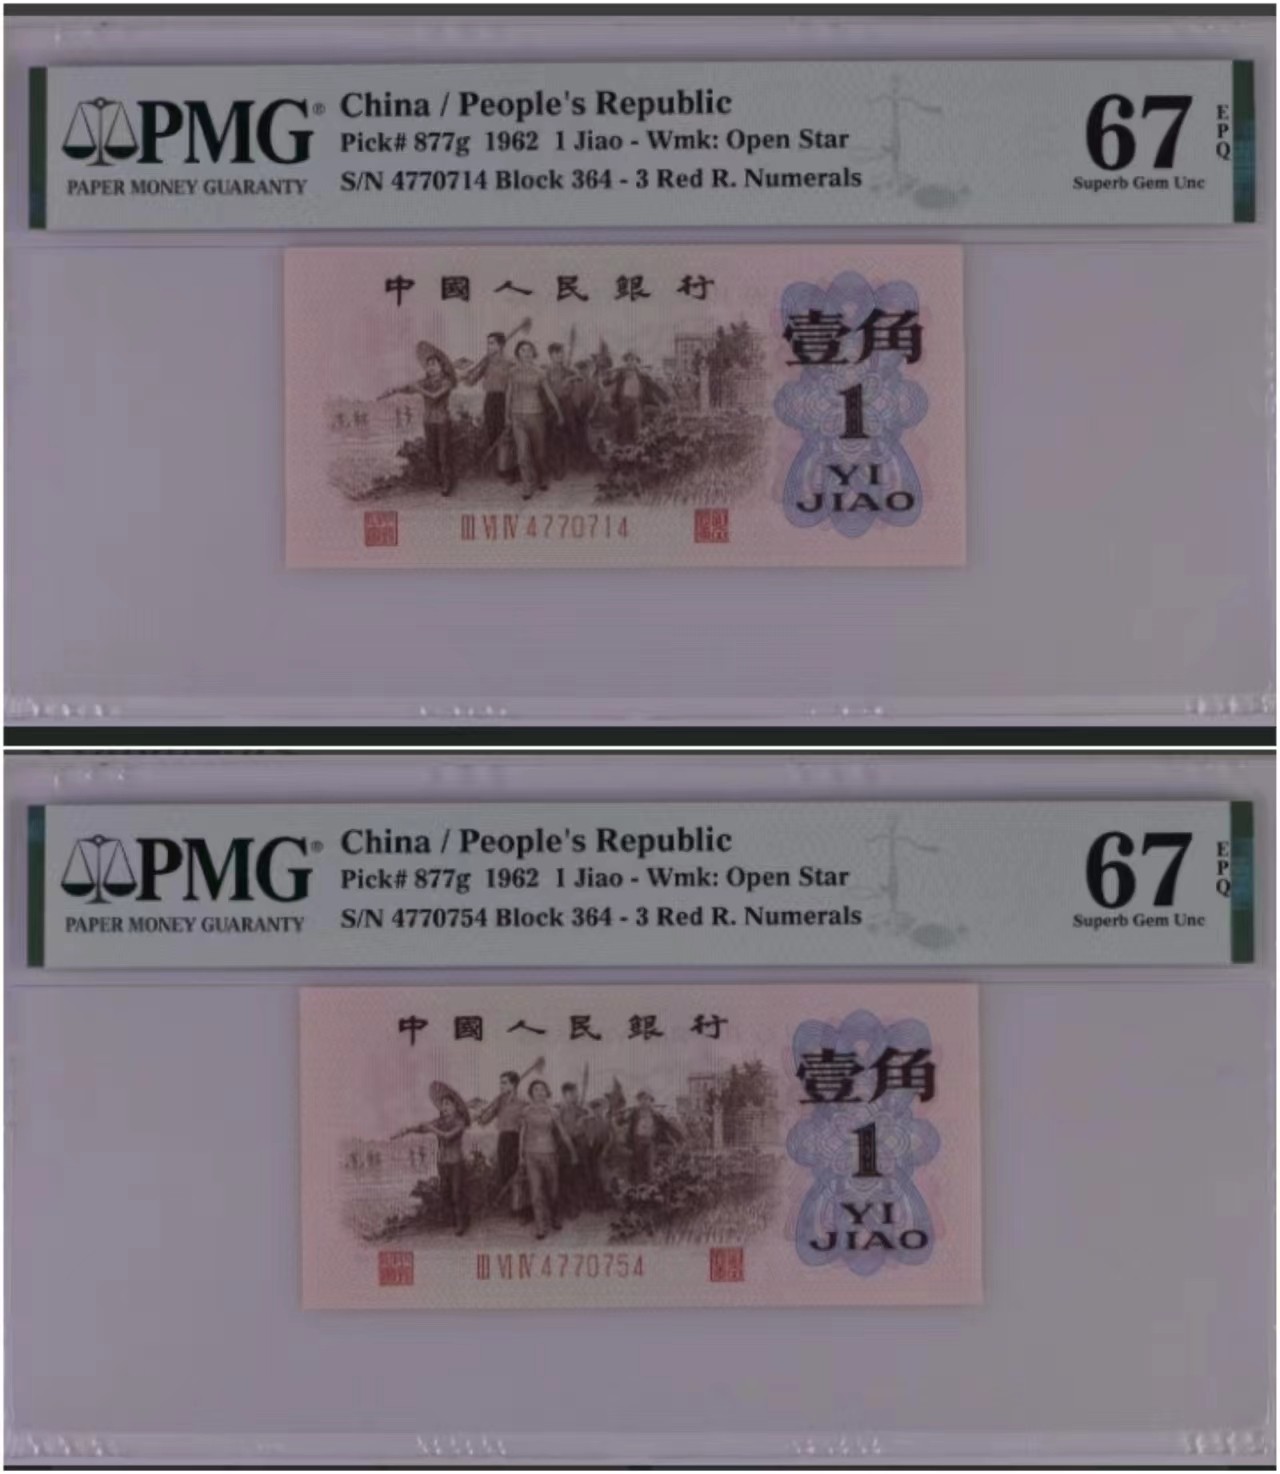 PMG®
PAPER MONEY GUARANTY
China / People's Republic
Pick# 877g 1962 1 Jiao - Wmk: Open Star
S/N 4770714 Block 364 - 3 Red R. Numerals
67
EPQ
Superb Gem Unc
中國人民銀行
壹角
1
YI
JIAO
III VI IV 4770714
PMG®
PAPER MONEY GUARANTY
China / People's Republic
Pick# 877g 1962 1 Jiao - Wmk: Open Star
S/N 4770754 Block 364 - 3 Red R. Numerals
67
EPQ
Superb Gem Unc
中國人民銀行
壹角
1
YI
JIAO
III VI IV 4770754